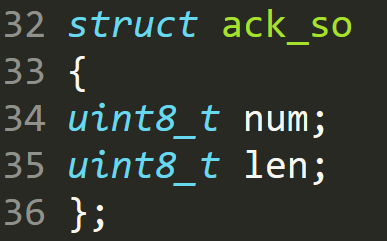 32 struct ack_so
33 {
34 uint8_t num;
35 uint8_t len;
36 };